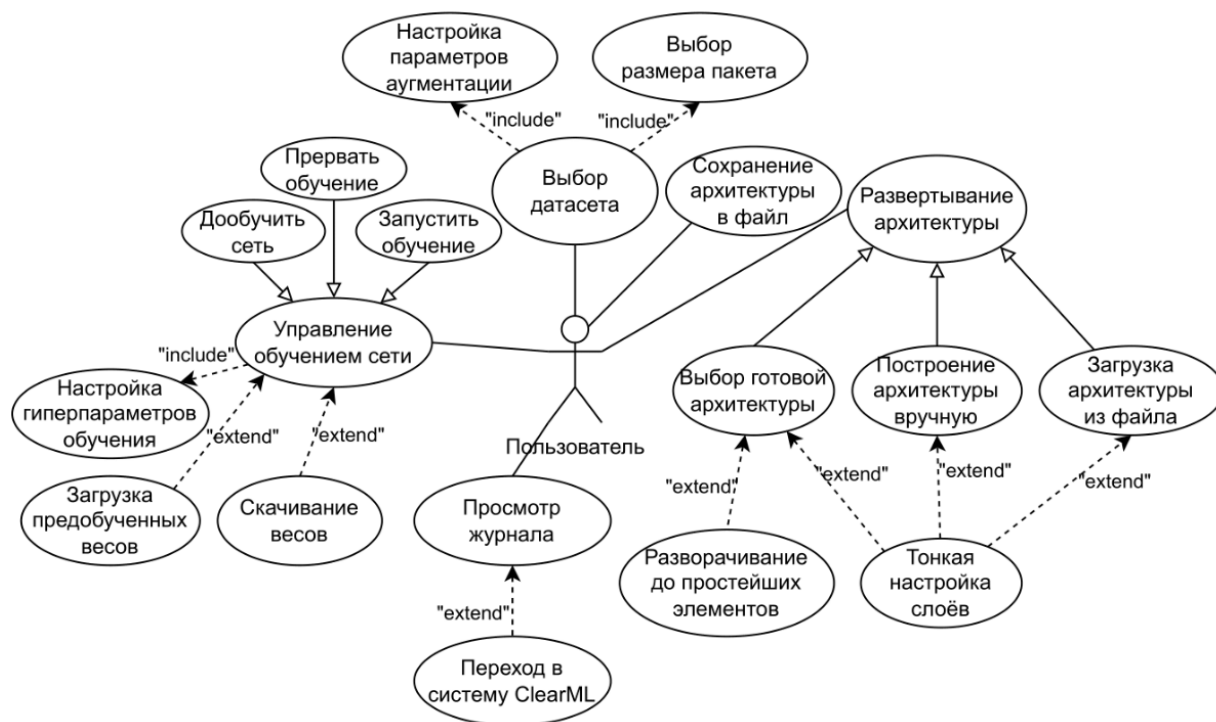 Настройка
параметров
аугментации
Выбор
размера пакета
"include"
"include"
Прервать
обучение
Выбор
датасета
Сохранение
архитектуры
в файл
Развертывание
архитектуры
Дообучить
сеть
Запустить
обучение
Управление
обучением сети
"include"
Настройка
гиперпараметров
обучения
"extend"
"extend"
Загрузка
предобученных
весов
Скачивание
весов
Пользователь
Просмотр
журнала
"extend"
Переход в
систему ClearML
Выбор готовой
архитектуры
Построение
архитектуры
вручную
Загрузка
архитектуры
из файла
"extend"
"extend"
"extend"
"extend"
Разворачивание
до простейших
элементов
Тонкая
настройка
слоёв